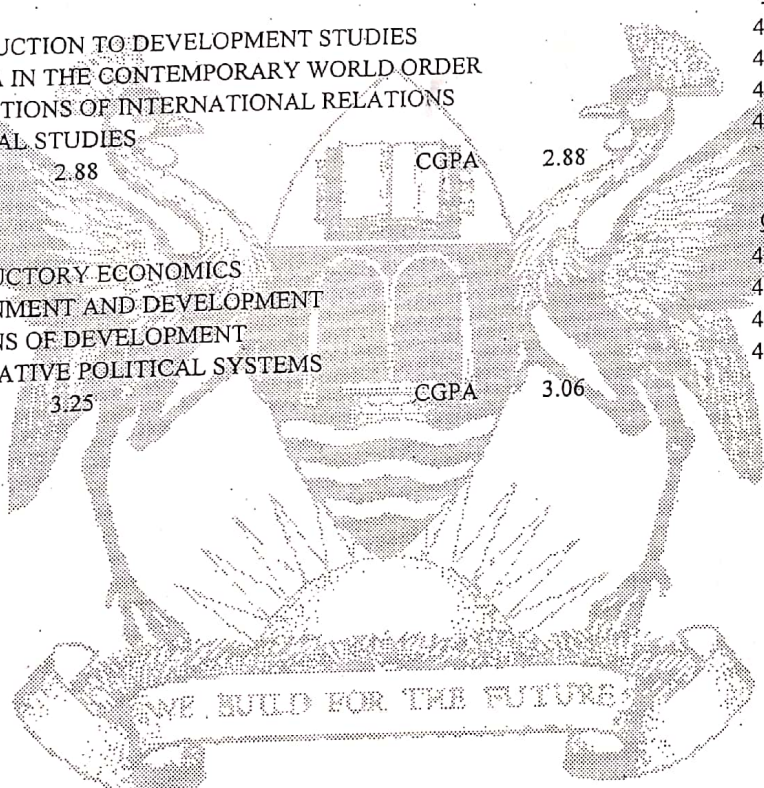 UCTION TO DEVELOPMENT STUDIES 4
A IN THE CONTEMPORARY WORLD ORDER 4
TIONS OF INTERNATIONAL RELATIONS 4
AL STUDIES 4
2.88 CGPA 2.88
UCTORY ECONOMICS 4
NMENT AND DEVELOPMENT 4
NS OF DEVELOPMENT 4
ATIVE POLITICAL SYSTEMS 4
3.25 CGPA 3.06
WE BUILD FOR THE FUTURE